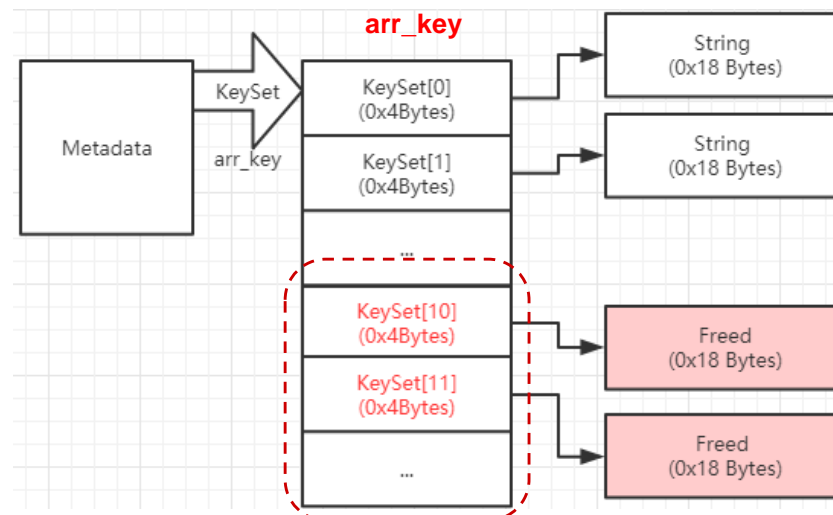 arr_key
Metadata
KeySet
arr_key
KeySet[0]
(0x4Bytes)
KeySet[1]
(0x4Bytes)
...
KeySet[10]
(0x4Bytes)
KeySet[11]
(0x4Bytes)
...
String
(0x18 Bytes)
String
(0x18 Bytes)
Freed
(0x18 Bytes)
Freed
(0x18 Bytes)